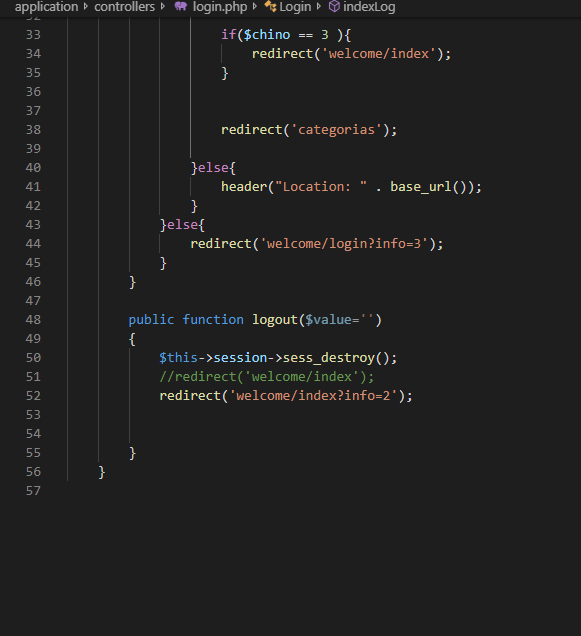 application > controllers > login.php > Login > indexLog
33 if($chino == 3 ){
34 redirect('welcome/index');
35 }
36
37
38 redirect('categorias');
39
40 }else{
41 header("Location: " . base_url());
42 }
43 }else{
44 redirect('welcome/login?info=3');
45 }
46 }
47
48 public function logout($value='')
49 {
50 $this->session->sess_destroy();
51 //redirect('welcome/index');
52 redirect('welcome/index?info=2');
53
54
55 }
56 }
57